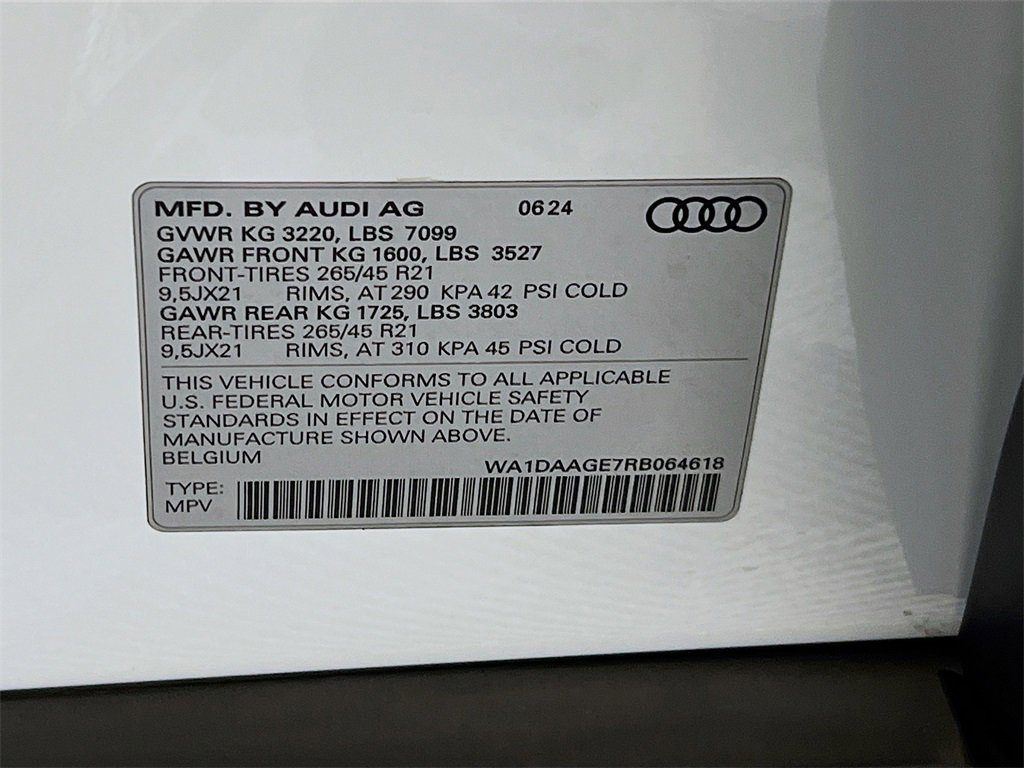 MFD. BY AUDI AG 0624
GVWR KG 3220, LBS 7099
GAWR FRONT KG 1600, LBS 3527
FRONT-TIRES 265/45 R21
9,5JX21 RIMS, AT 290 KPA 42 PSI COLD
GAWR REAR KG 1725, LBS 3803
REAR-TIRES 265/45 R21
9,5JX21 RIMS, AT 310 KPA 45 PSI COLD
THIS VEHICLE CONFORMS TO ALL APPLICABLE
U.S. FEDERAL MOTOR VEHICLE SAFETY
STANDARDS IN EFFECT ON THE DATE OF
MANUFACTURE SHOWN ABOVE.
BELGIUM
WA1DAAGE7RB064618
TYPE:
MPV